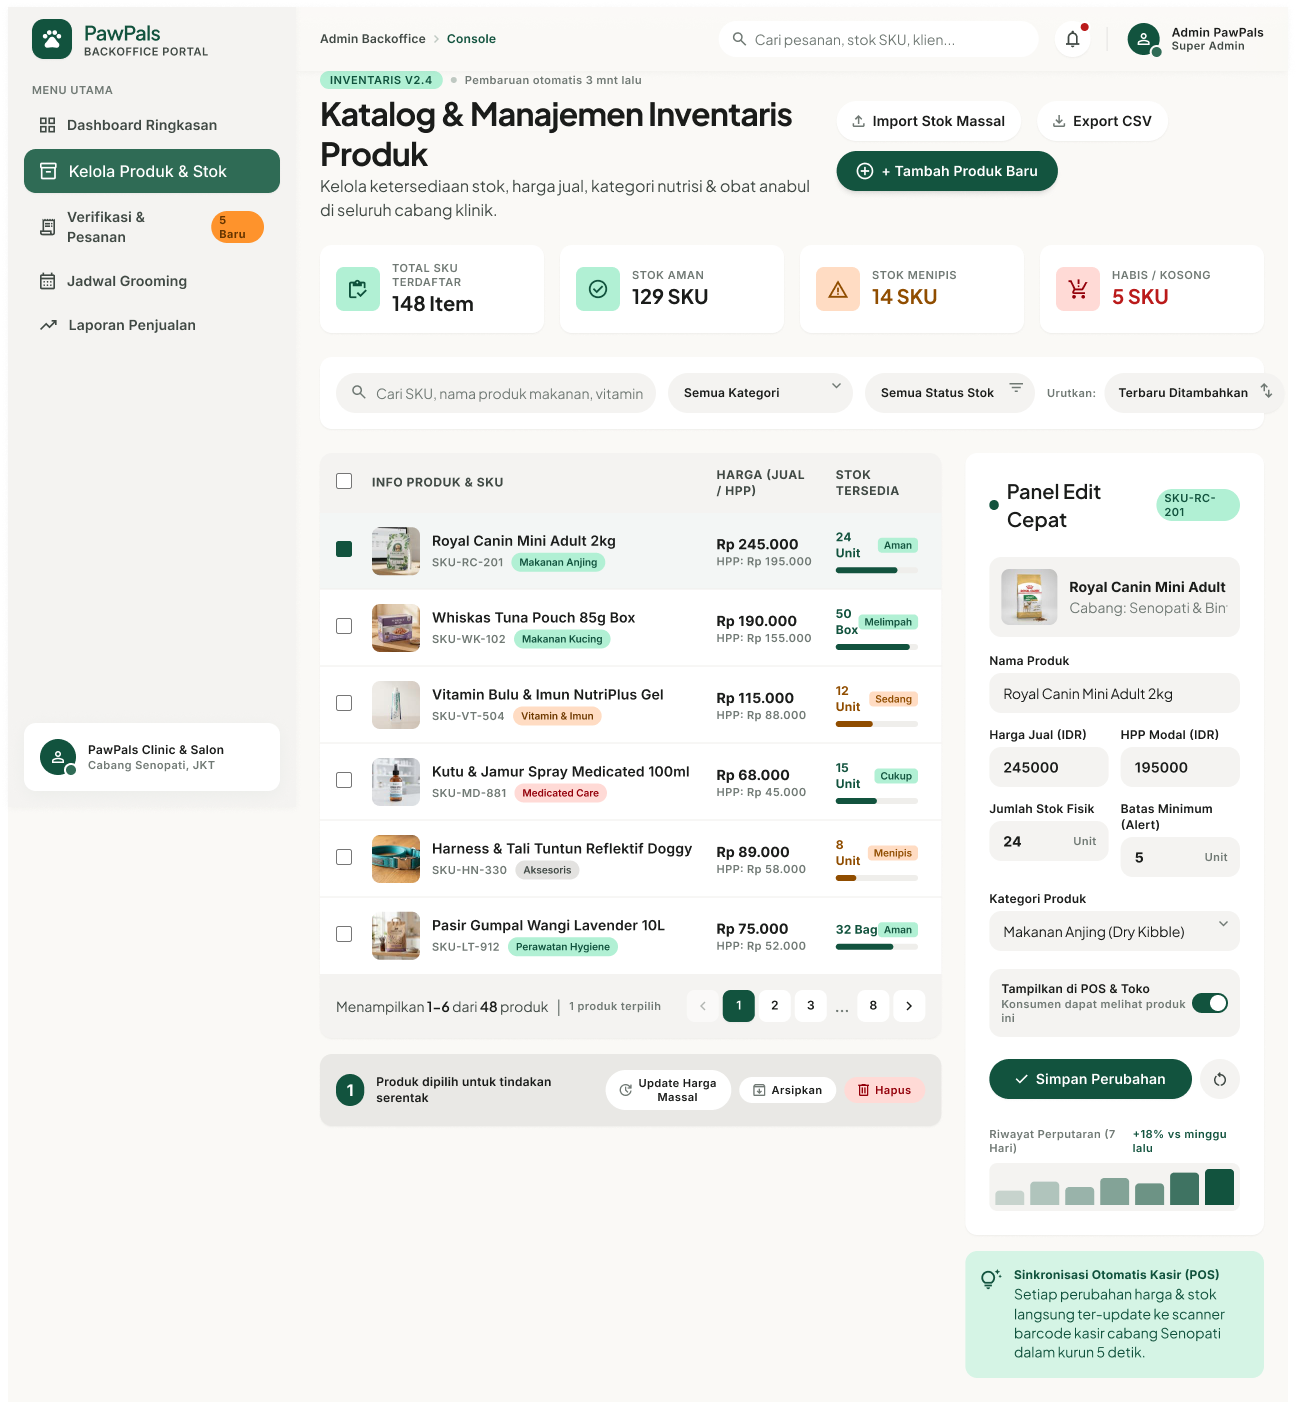 PawPals
BACKOFFICE PORTAL
MENU UTAMA
Dashboard Ringkasan
Kelola Produk & Stok
Verifikasi &
Pesanan
5
Baru
Jadwal Grooming
Laporan Penjualan
PawPals Clinic & Salon
Cabang Senopati, JKT
Admin Backoffice > Console
Cari pesanan, stok SKU, klien...
Admin PawPals
Super Admin
INVENTARIS V2.4
Pembaruan otomatis 3 mnt lalu
Katalog & Manajemen Inventaris
Produk
Kelola ketersediaan stok, harga jual, kategori nutrisi & obat anabul
di seluruh cabang klinik.
Import Stok Massal
Export CSV
+ Tambah Produk Baru
TOTAL SKU
TERDAFTAR
148 Item
STOK AMAN
129 SKU
STOK MENIPIS
14 SKU
HABIS / KOSONG
5 SKU
Cari SKU, nama produk makanan, vitamin
Semua Kategori
Semua Status Stok
Urutkan:
Terbaru Ditambahkan
INFO PRODUK & SKU
HARGA (JUAL
/ HPP)
STOK
TERSEDIA
Royal Canin Mini Adult 2kg
SKU-RC-201 Makanan Anjing
Rp 245.000
HPP: Rp 195.000
24
Unit
Aman
Whiskas Tuna Pouch 85g Box
SKU-WK-102 Makanan Kucing
Rp 190.000
HPP: Rp 155.000
50
Box
Melimpah
Vitamin Bulu & Imun NutriPlus Gel
SKU-VT-504 Vitamin & Imun
Rp 115.000
HPP: Rp 88.000
12
Unit
Sedang
Kutu & Jamur Spray Medicated 100ml
SKU-MD-881 Medicated Care
Rp 68.000
HPP: Rp 45.000
15
Unit
Cukup
Harness & Tali Tuntun Reflektif Doggy
SKU-HN-330 Aksesoris
Rp 89.000
HPP: Rp 58.000
8
Unit
Menipis
Pasir Gumpal Wangi Lavender 10L
SKU-LT-912 Perawatan Hygiene
Rp 75.000
HPP: Rp 52.000
32 Bag
Aman
Menampilkan 1-6 dari 48 produk | 1 produk terpilih
1 2 3 ... 8
1
Produk dipilih untuk tindakan
serentak
Update Harga
Massal
Arsipkan
Hapus
Panel Edit
Cepat
SKU-RC-
201
Royal Canin Mini Adult
Cabang: Senopati & Bin
Nama Produk
Royal Canin Mini Adult 2kg
Harga Jual (IDR)
245000
HPP Modal (IDR)
195000
Jumlah Stok Fisik
24 Unit
Batas Minimum
(Alert)
5 Unit
Kategori Produk
Makanan Anjing (Dry Kibble)
Tampilkan di POS & Toko
Konsumen dapat melihat produk
ini
Simpan Perubahan
Riwayat Perputaran (7
Hari)
+18% vs minggu
lalu
Sinkronisasi Otomatis Kasir (POS)
Setiap perubahan harga & stok
langsung ter-update ke scanner
barcode kasir cabang Senopati
dalam kurun 5 detik.